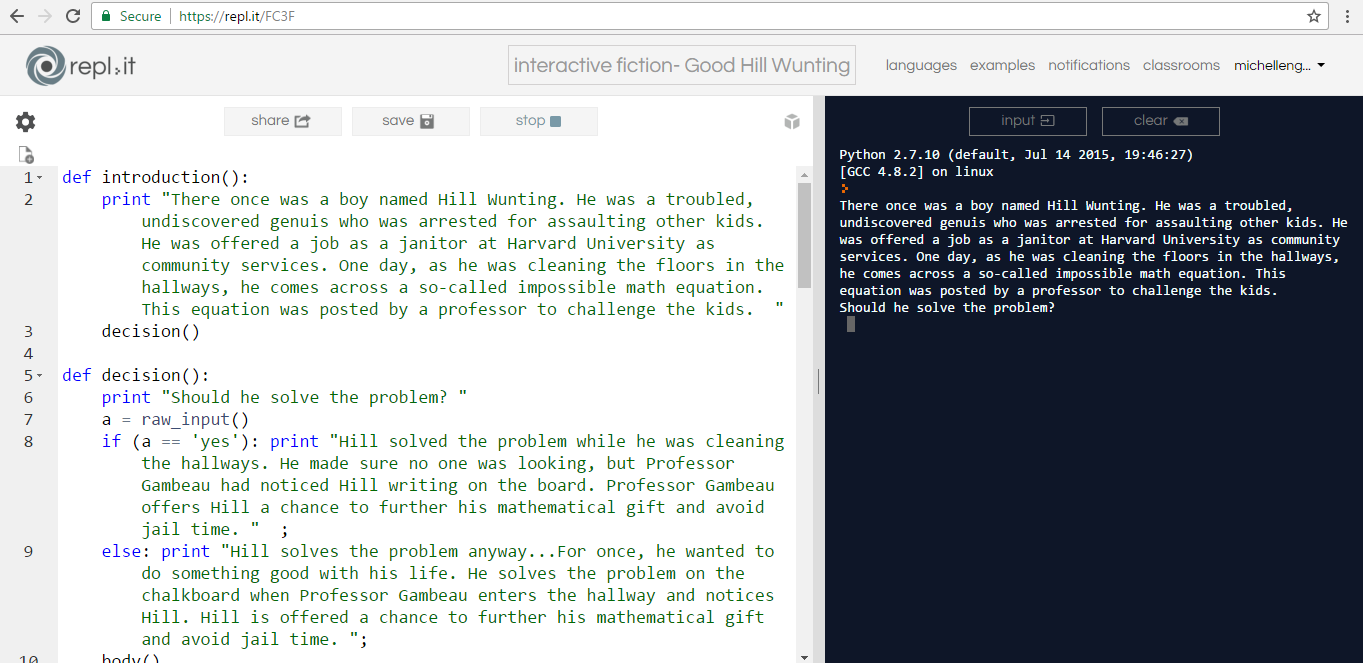 Secure https://repl.it/FC3F
repl.it
interactive fiction- Good Hill Wunting
languages examples notifications classrooms michelleng...
share save stop
1 def introduction():
2 print "There once was a boy named Hill Wunting. He was a troubled,
undiscovered genuis who was arrested for assaulting other kids.
He was offered a job as a janitor at Harvard University as
community services. One day, as he was cleaning the floors in the
hallways, he comes across a so-called impossible math equation.
This equation was posted by a professor to challenge the kids.  "
3 decision()
4
5 def decision():
6 print "Should he solve the problem? "
7 a = raw_input()
8 if (a == 'yes'): print "Hill solved the problem while he was cleaning
the hallways. He made sure no one was looking, but Professor
Gambeau had noticed Hill writing on the board. Professor Gambeau
offers Hill a chance to further his mathematical gift and avoid
jail time. "  ;
9 else: print "Hill solves the problem anyway...For once, he wanted to
do something good with his life. He solves the problem on the
chalkboard when Professor Gambeau enters the hallway and notices
Hill. Hill is offered a chance to further his mathematical gift
and avoid jail time. ";
10 body()
input clear
Python 2.7.10 (default, Jul 14 2015, 19:46:27)
[GCC 4.8.2] on linux
There once was a boy named Hill Wunting. He was a troubled,
undiscovered genuis who was arrested for assaulting other kids. He
was offered a job as a janitor at Harvard University as community
services. One day, as he was cleaning the floors in the hallways,
he comes across a so-called impossible math equation. This
equation was posted by a professor to challenge the kids.
Should he solve the problem?